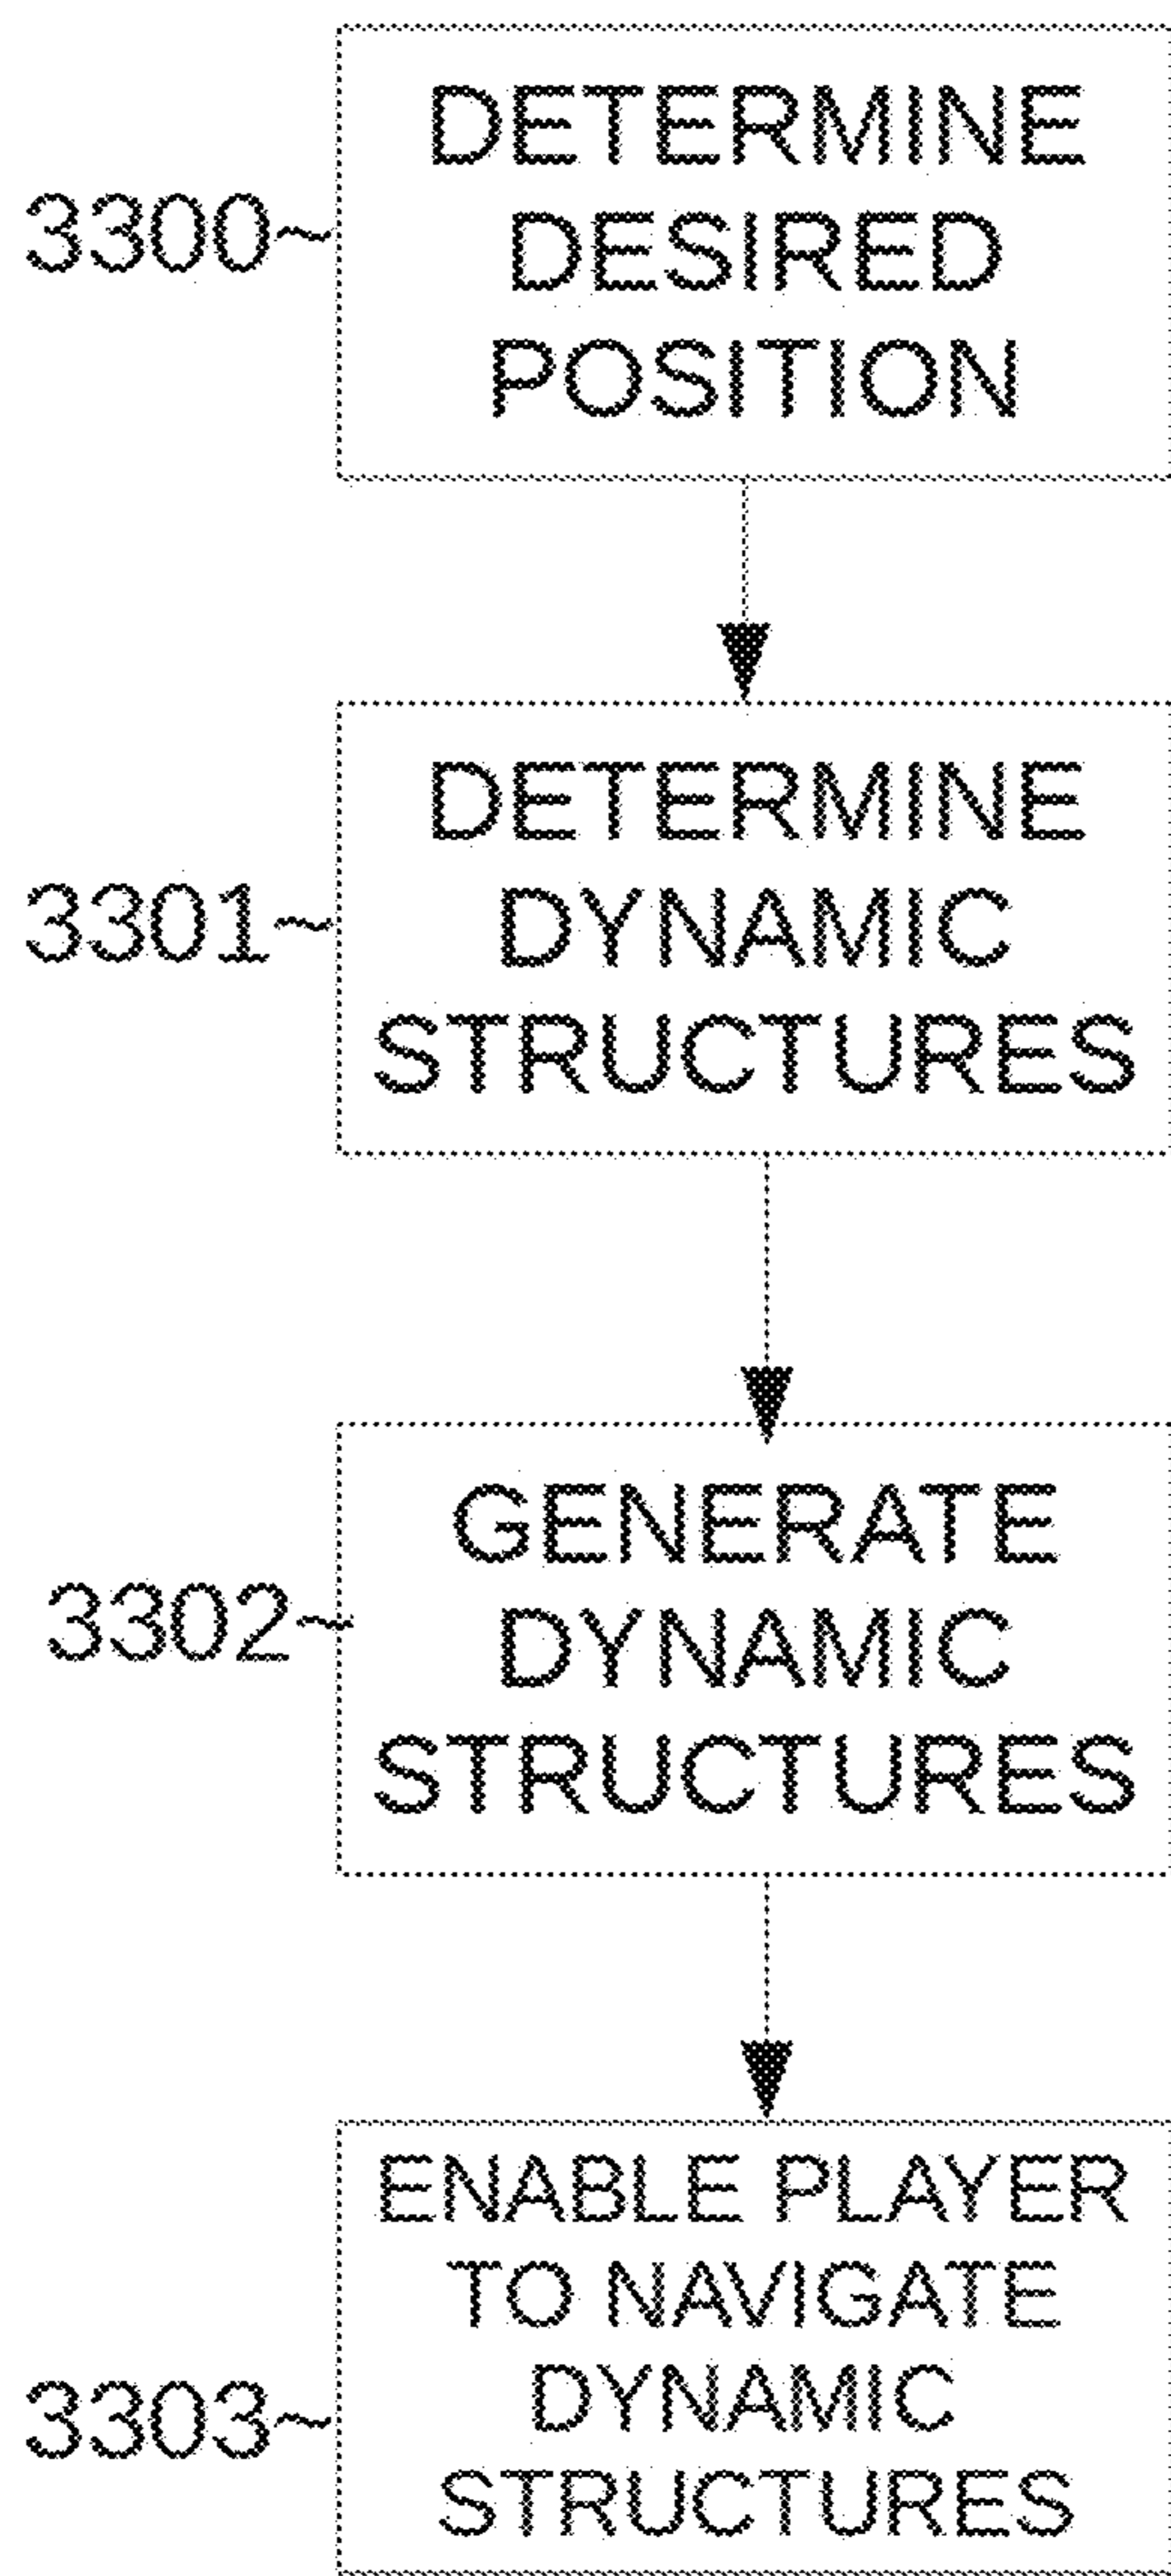 DETERMINE
DESIRED
POSITION
3300
DETERMINE
DYNAMIC
STRUCTURES
3301
GENERATE
DYNAMIC
STRUCTURES
3302
ENABLE PLAYER
TO NAVIGATE
DYNAMIC
STRUCTURES
3303